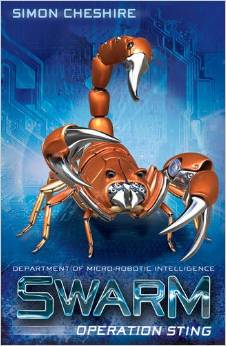 SIMON CHESHIRE
DEPARTMENT OF MICRO-ROBOTIC INTELLIGENCE
SWARM
OPERATION STING